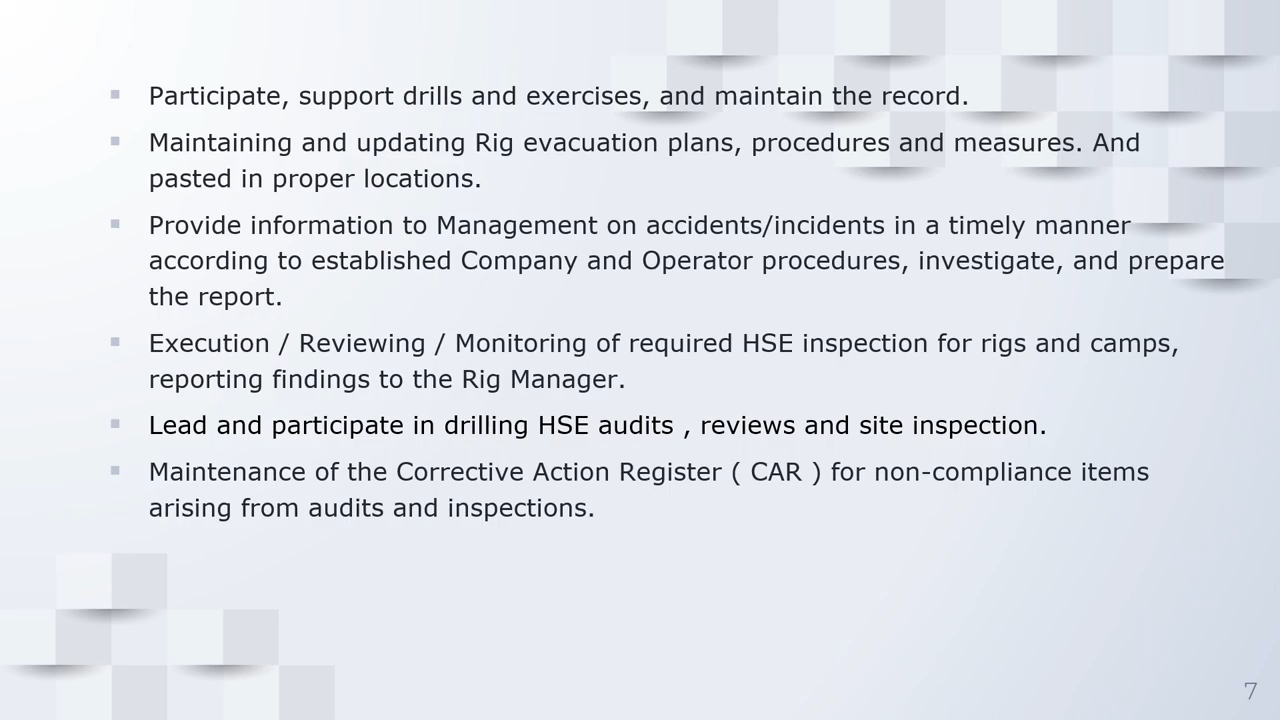 Participate, support drills and exercises, and maintain the record.
Maintaining and updating Rig evacuation plans, procedures and measures. And
pasted in proper locations.
Provide information to Management on accidents/incidents in a timely manner
according to established Company and Operator procedures, investigate, and prepare
the report.
Execution / Reviewing / Monitoring of required HSE inspection for rigs and camps,
reporting findings to the Rig Manager.
Lead and participate in drilling HSE audits , reviews and site inspection.
Maintenance of the Corrective Action Register ( CAR ) for non-compliance items
arising from audits and inspections.
7